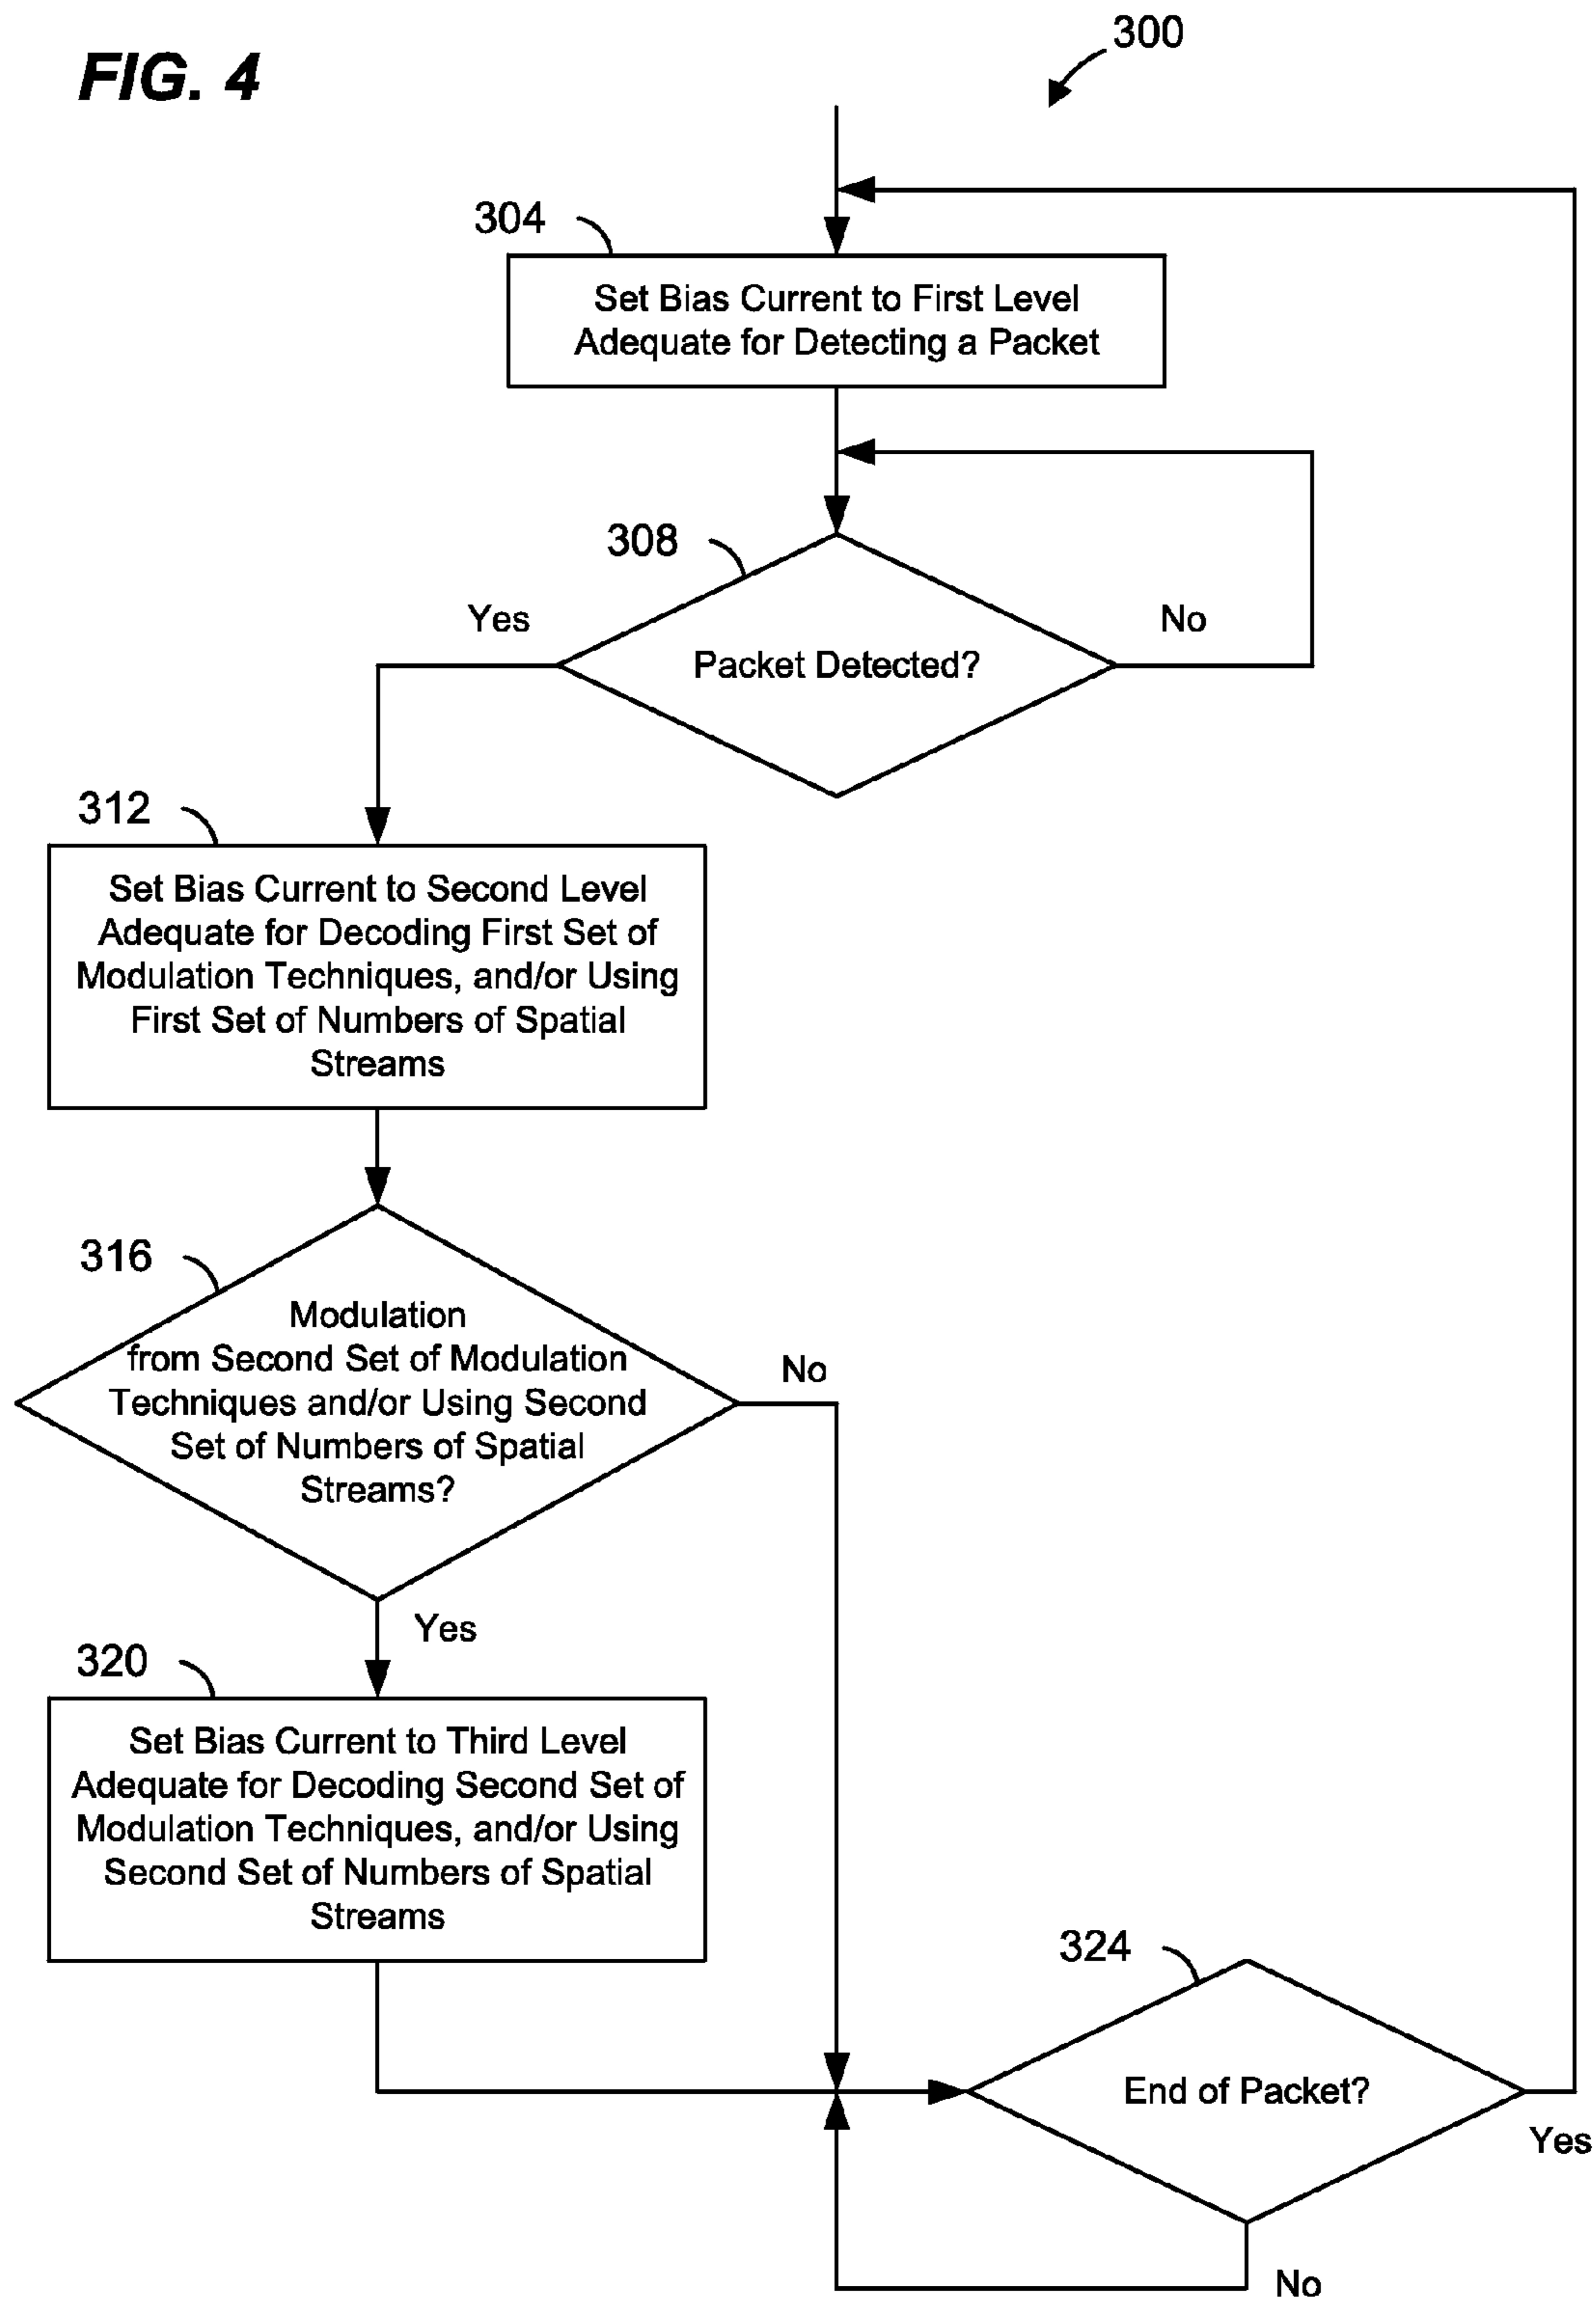 FIG. 4
300
304
Set Bias Current to First Level
Adequate for Detecting a Packet
308
Yes
No
Packet Detected?
312
Set Bias Current to Second Level
Adequate for Decoding First Set of
Modulation Techniques, and/or Using
First Set of Numbers of Spatial
Streams
316
Modulation
from Second Set of Modulation
Techniques and/or Using Second
Set of Numbers of Spatial
Streams?
No
Yes
320
Set Bias Current to Third Level
Adequate for Decoding Second Set of
Modulation Techniques, and/or Using
Second Set of Numbers of Spatial
Streams
324
End of Packet?
Yes
No